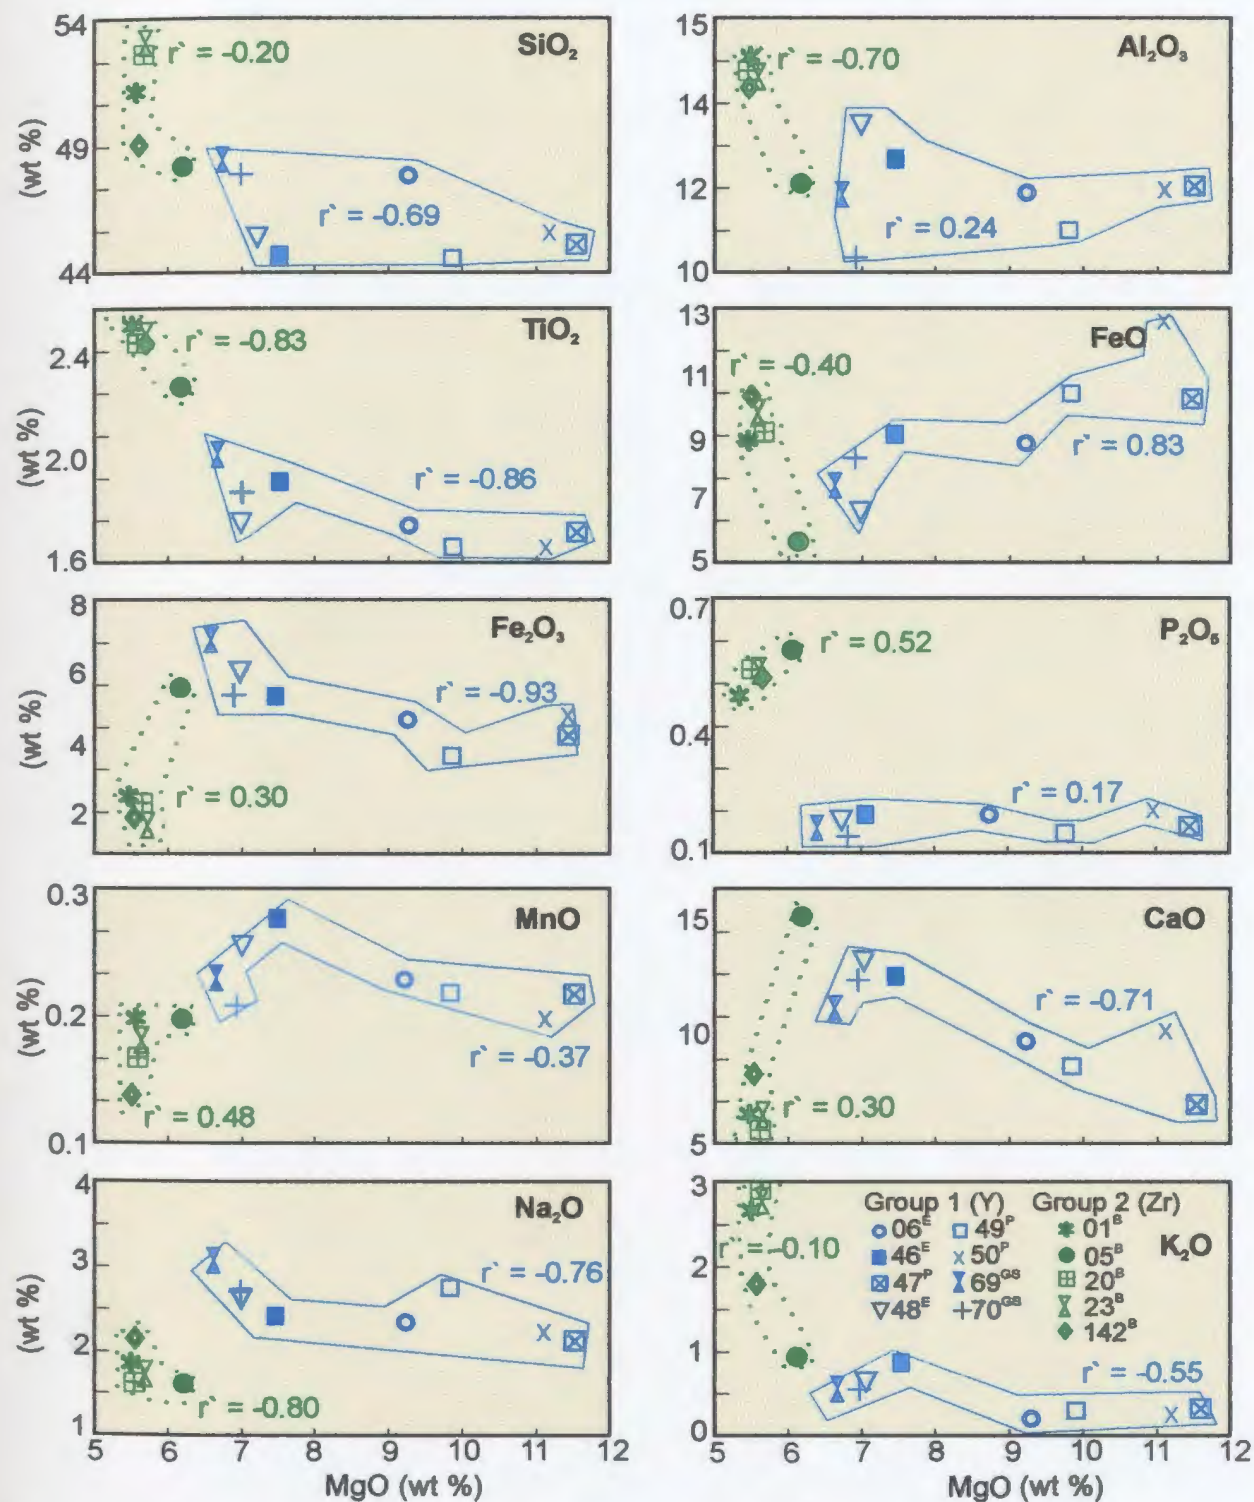 54
49
44
(wt %)
r` = -0.20
SiO₂
r` = -0.69
15
14
12
10
r` = -0.70
Al₂O₃
r` = 0.24
2.4
2.0
1.6
(wt %)
r` = -0.83
TiO₂
r` = -0.86
13
11
9
7
5
FeO
r` = -0.40
r` = 0.83
8
6
4
2
(wt %)
Fe₂O₃
r` = -0.93
r` = 0.30
0.7
0.4
0.1
r` = 0.52
P₂O₅
r` = 0.17
0.3
0.2
0.1
(wt %)
MnO
r` = -0.37
r` = 0.48
15
10
5
CaO
r` = -0.71
r` = 0.30
4
3
2
1
(wt %)
Na₂O
r` = -0.76
r` = -0.80
5 6 7 8 9 10 11 12
MgO (wt %)
3
2
1
0
Group 1 (Y) Group 2 (Zr)
06ᴱ 49ᴾ 01ᴮ
46ᴱ 50ᴾ 05ᴮ
47ᴾ 69ᴳˢ 20ᴮ
48ᴱ 70ᴳˢ 23ᴮ
142ᴮ
K₂O
r` = -0.10
r` = -0.55
5 6 7 8 9 10 11 12
MgO (wt %)